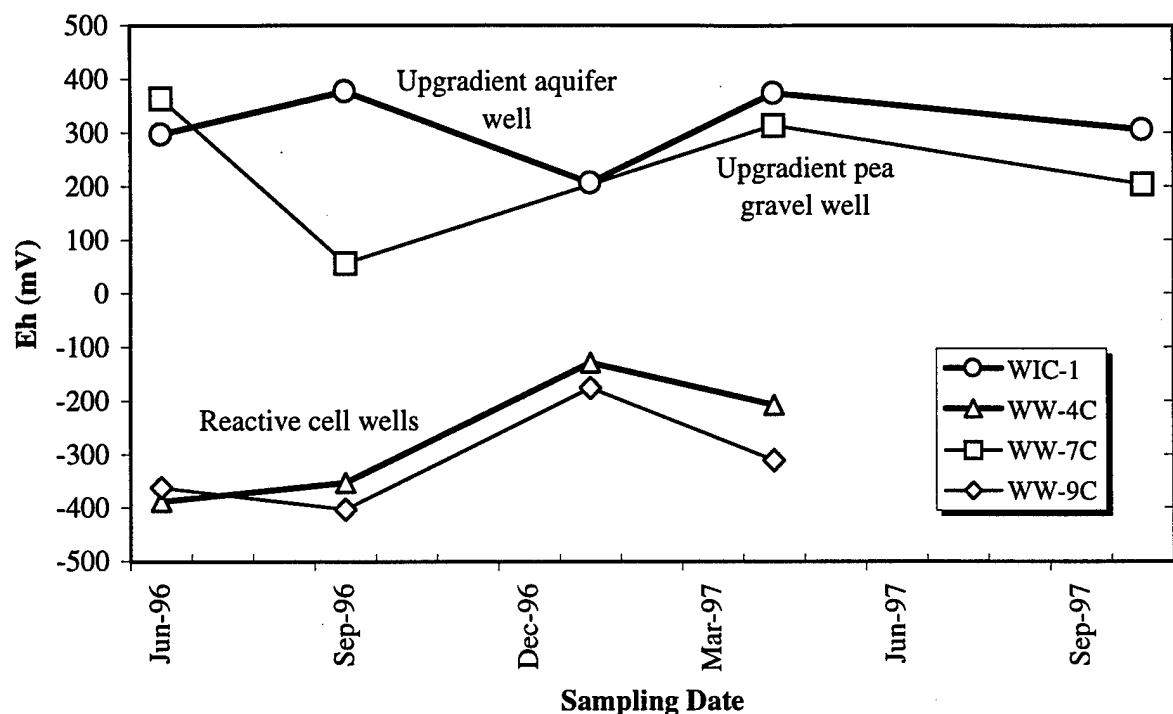 500
400
300
200
100
0
-100
-200
-300
-400
-500
Eh (mV)
Upgradient aquifer
well
Upgradient pea
gravel well
Reactive cell wells
WIC-1
WW-4C
WW-7C
WW-9C
Jun-96
Sep-96
Dec-96
Mar-97
Jun-97
Sep-97
Sampling Date